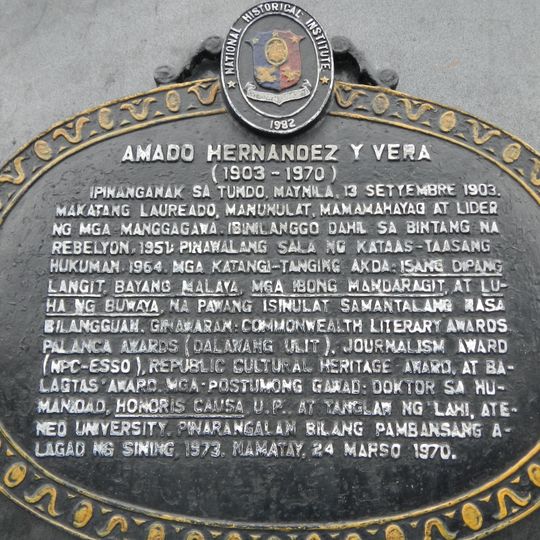 NATIONAL HISTORICAL INSTITUTE
1982
AMADO HERNANDEZ Y VERA
(1903 - 1970)
IPINANGANAK SA TUNDO, MAYNILA, 13 SETYEMBRE 1903.
MAKATANG LAUREADO, MANUNULAT, MAMAMAHAYAG AT LIDER
NG MGA MANGGAGAWA. IBINILANGGO DAHIL SA BINTANG NA
REBELYON, 1951; PINAWALANG SALA NG KATAAS-TAASANG
HUKUMAN, 1964. MGA KATANGI-TANGING AKDA: ISANG DIPANG
LANGIT, BAYANG MALAYA, MGA IBONG MANDARAGIT, AT LU-
HA NG BUWAYA, NA PAWANG ISINULAT SAMANTALANG NASA
BILANGGUAN. GINAWARAN: COMMONWEALTH LITERARY AWARDS,
PALANCA AWARDS (DALAWANG ULIT), JOURNALISM AWARD
(NPC-ESSO), REPUBLIC CULTURAL HERITAGE AWARD, AT BA-
LAGTAS AWARD. MGA POSTUMONG GAWAD: DOKTOR SA HU-
MANIDAD, HONORIS CAUSA U.P. AT TANGLAW NG LAHI, ATE-
NEO UNIVERSITY. PINARANGALAN BILANG PAMBANSANG A-
LAGAD NG SINING, 1973. NAMATAY, 24 MARSO 1970.